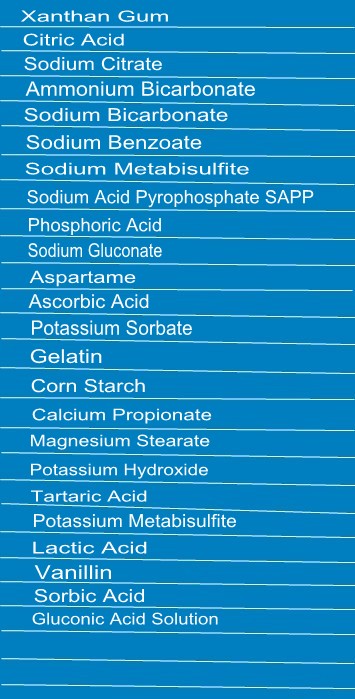 Xanthan Gum
Citric Acid
Sodium Citrate
Ammonium Bicarbonate
Sodium Bicarbonate
Sodium Benzoate
Sodium Metabisulfite
Sodium Acid Pyrophosphate SAPP
Phosphoric Acid
Sodium Gluconate
Aspartame
Ascorbic Acid
Potassium Sorbate
Gelatin
Corn Starch
Calcium Propionate
Magnesium Stearate
Potassium Hydroxide
Tartaric Acid
Potassium Metabisulfite
Lactic Acid
Vanillin
Sorbic Acid
Gluconic Acid Solution